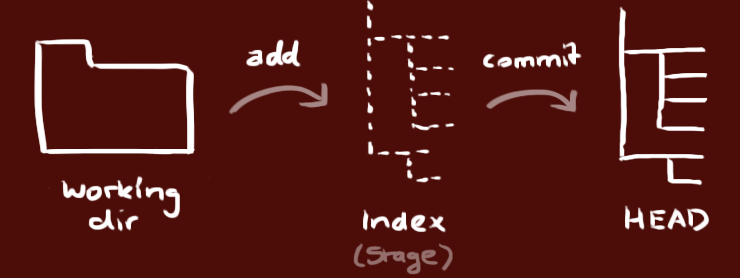 add
commit
working
dir
Index
(Stage)
HEAD